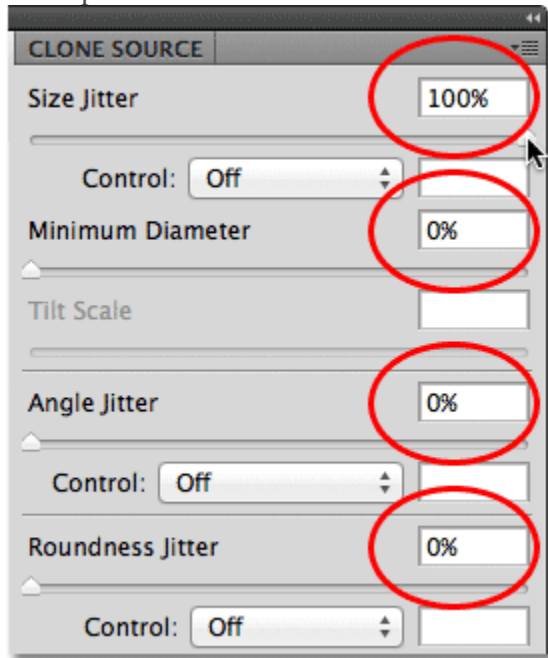 CLONE SOURCE
Size Jitter 100%
Control: Off
Minimum Diameter 0%
Tilt Scale
Angle Jitter 0%
Control: Off
Roundness Jitter 0%
Control: Off